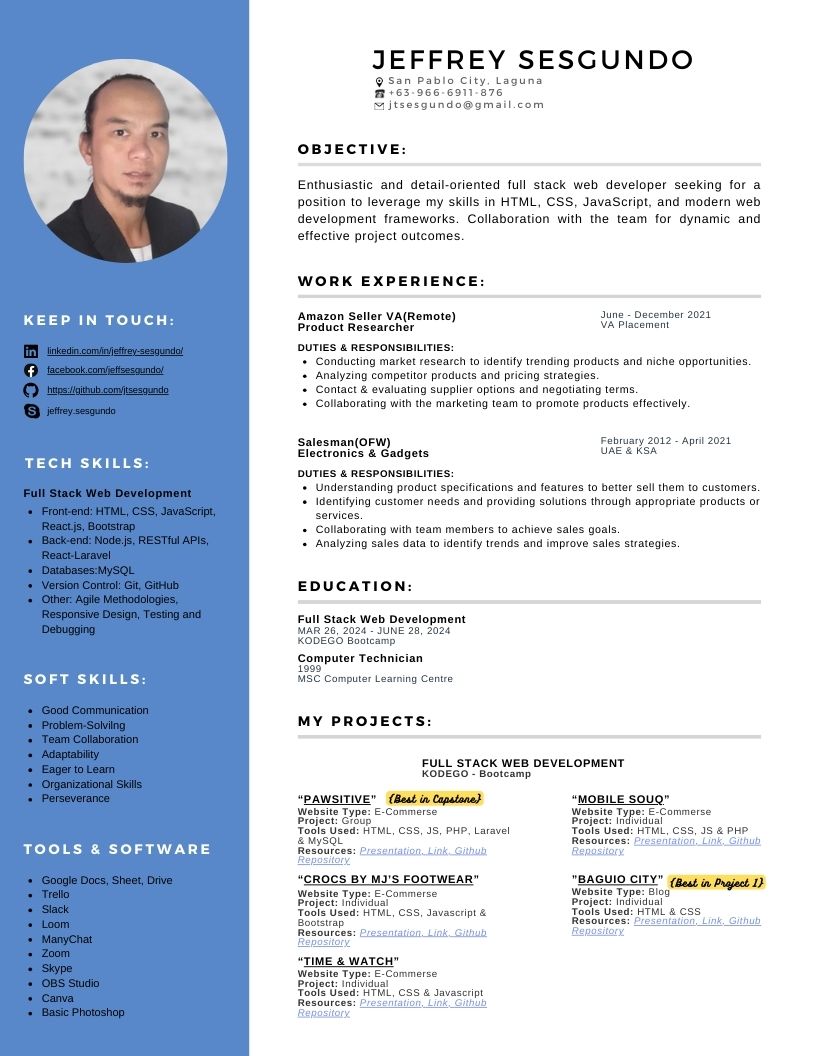 JEFFREY SESGUNDO
San Pablo City, Laguna
+63-966-6911-876
jtsesgundo@gmail.com
KEEP IN TOUCH:
linkedin.com/in/jeffrey-sesgundo/
facebook.com/jeffsesgundo/
https://github.com/jtsesgundo
jeffrey.sesgundo
TECH SKILLS:
Full Stack Web Development
• Front-end: HTML, CSS, JavaScript,
React.js, Bootstrap
• Back-end: Node.js, RESTful APIs,
React-Laravel
• Databases:MySQL
• Version Control: Git, GitHub
• Other: Agile Methodologies,
Responsive Design, Testing and
Debugging
SOFT SKILLS:
• Good Communication
• Problem-Solvilng
• Team Collaboration
• Adaptability
• Eager to Learn
• Organizational Skills
• Perseverance
TOOLS & SOFTWARE
• Google Docs, Sheet, Drive
• Trello
• Slack
• Loom
• ManyChat
• Zoom
• Skype
• OBS Studio
• Canva
• Basic Photoshop
OBJECTIVE:
Enthusiastic and detail-oriented full stack web developer seeking for a
position to leverage my skills in HTML, CSS, JavaScript, and modern web
development frameworks. Collaboration with the team for dynamic and
effective project outcomes.
WORK EXPERIENCE:
Amazon Seller VA(Remote)
Product Researcher
June - December 2021
VA Placement
DUTIES & RESPONSIBILITIES:
• Conducting market research to identify trending products and niche opportunities.
• Analyzing competitor products and pricing strategies.
• Contact & evaluating supplier options and negotiating terms.
• Collaborating with the marketing team to promote products effectively.
Salesman(OFW)
Electronics & Gadgets
February 2012 - April 2021
UAE & KSA
DUTIES & RESPONSIBILITIES:
• Understanding product specifications and features to better sell them to customers.
• Identifying customer needs and providing solutions through appropriate products or
services.
• Collaborating with team members to achieve sales goals.
• Analyzing sales data to identify trends and improve sales strategies.
EDUCATION:
Full Stack Web Development
MAR 26, 2024 - JUNE 28, 2024
KODEGO Bootcamp
Computer Technician
1999
MSC Computer Learning Centre
MY PROJECTS:
FULL STACK WEB DEVELOPMENT
KODEGO - Bootcamp
“PAWSITIVE” {Best in Capstone}
Website Type: E-Commerce
Project: Group
Tools Used: HTML, CSS, JS, PHP, Laravel
& MySQL
Resources: Presentation, Link, Github
Repository
“CROCS BY MJ'S FOOTWEAR”
Website Type: E-Commerce
Project: Individual
Tools Used: HTML, CSS, Javascript &
Bootstrap
Resources: Presentation, Link, Github
Repository
“TIME & WATCH”
Website Type: E-Commerce
Project: Individual
Tools Used: HTML, CSS & Javascript
Resources: Presentation, Link, Github
Repository
“MOBILE SOUQ”
Website Type: E-Commerce
Project: Individual
Tools Used: HTML, CSS, JS & PHP
Resources: Presentation, Link, Github
Repository
”BAGUIO CITY” {Best in Project 1}
Website Type: Blog
Project: Individual
Tools Used: HTML & CSS
Resources: Presentation, Link, Github
Repository